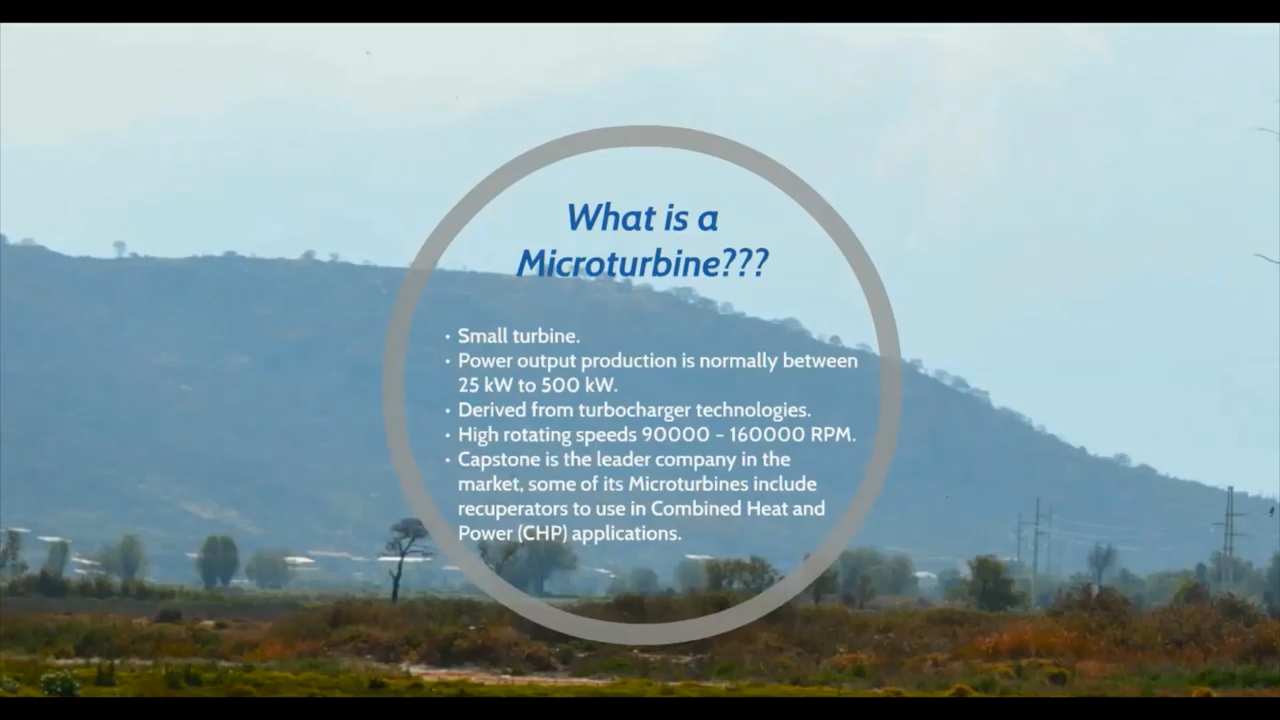 What is a
Microturbine???
• Small turbine.
• Power output production is normally between
25 kW to 500 kW.
• Derived from turbocharger technologies.
• High rotating speeds 90000 – 160000 RPM.
• Capstone is the leader company in the
market, some of its Microturbines include
recuperators to use in Combined Heat and
Power (CHP) applications.